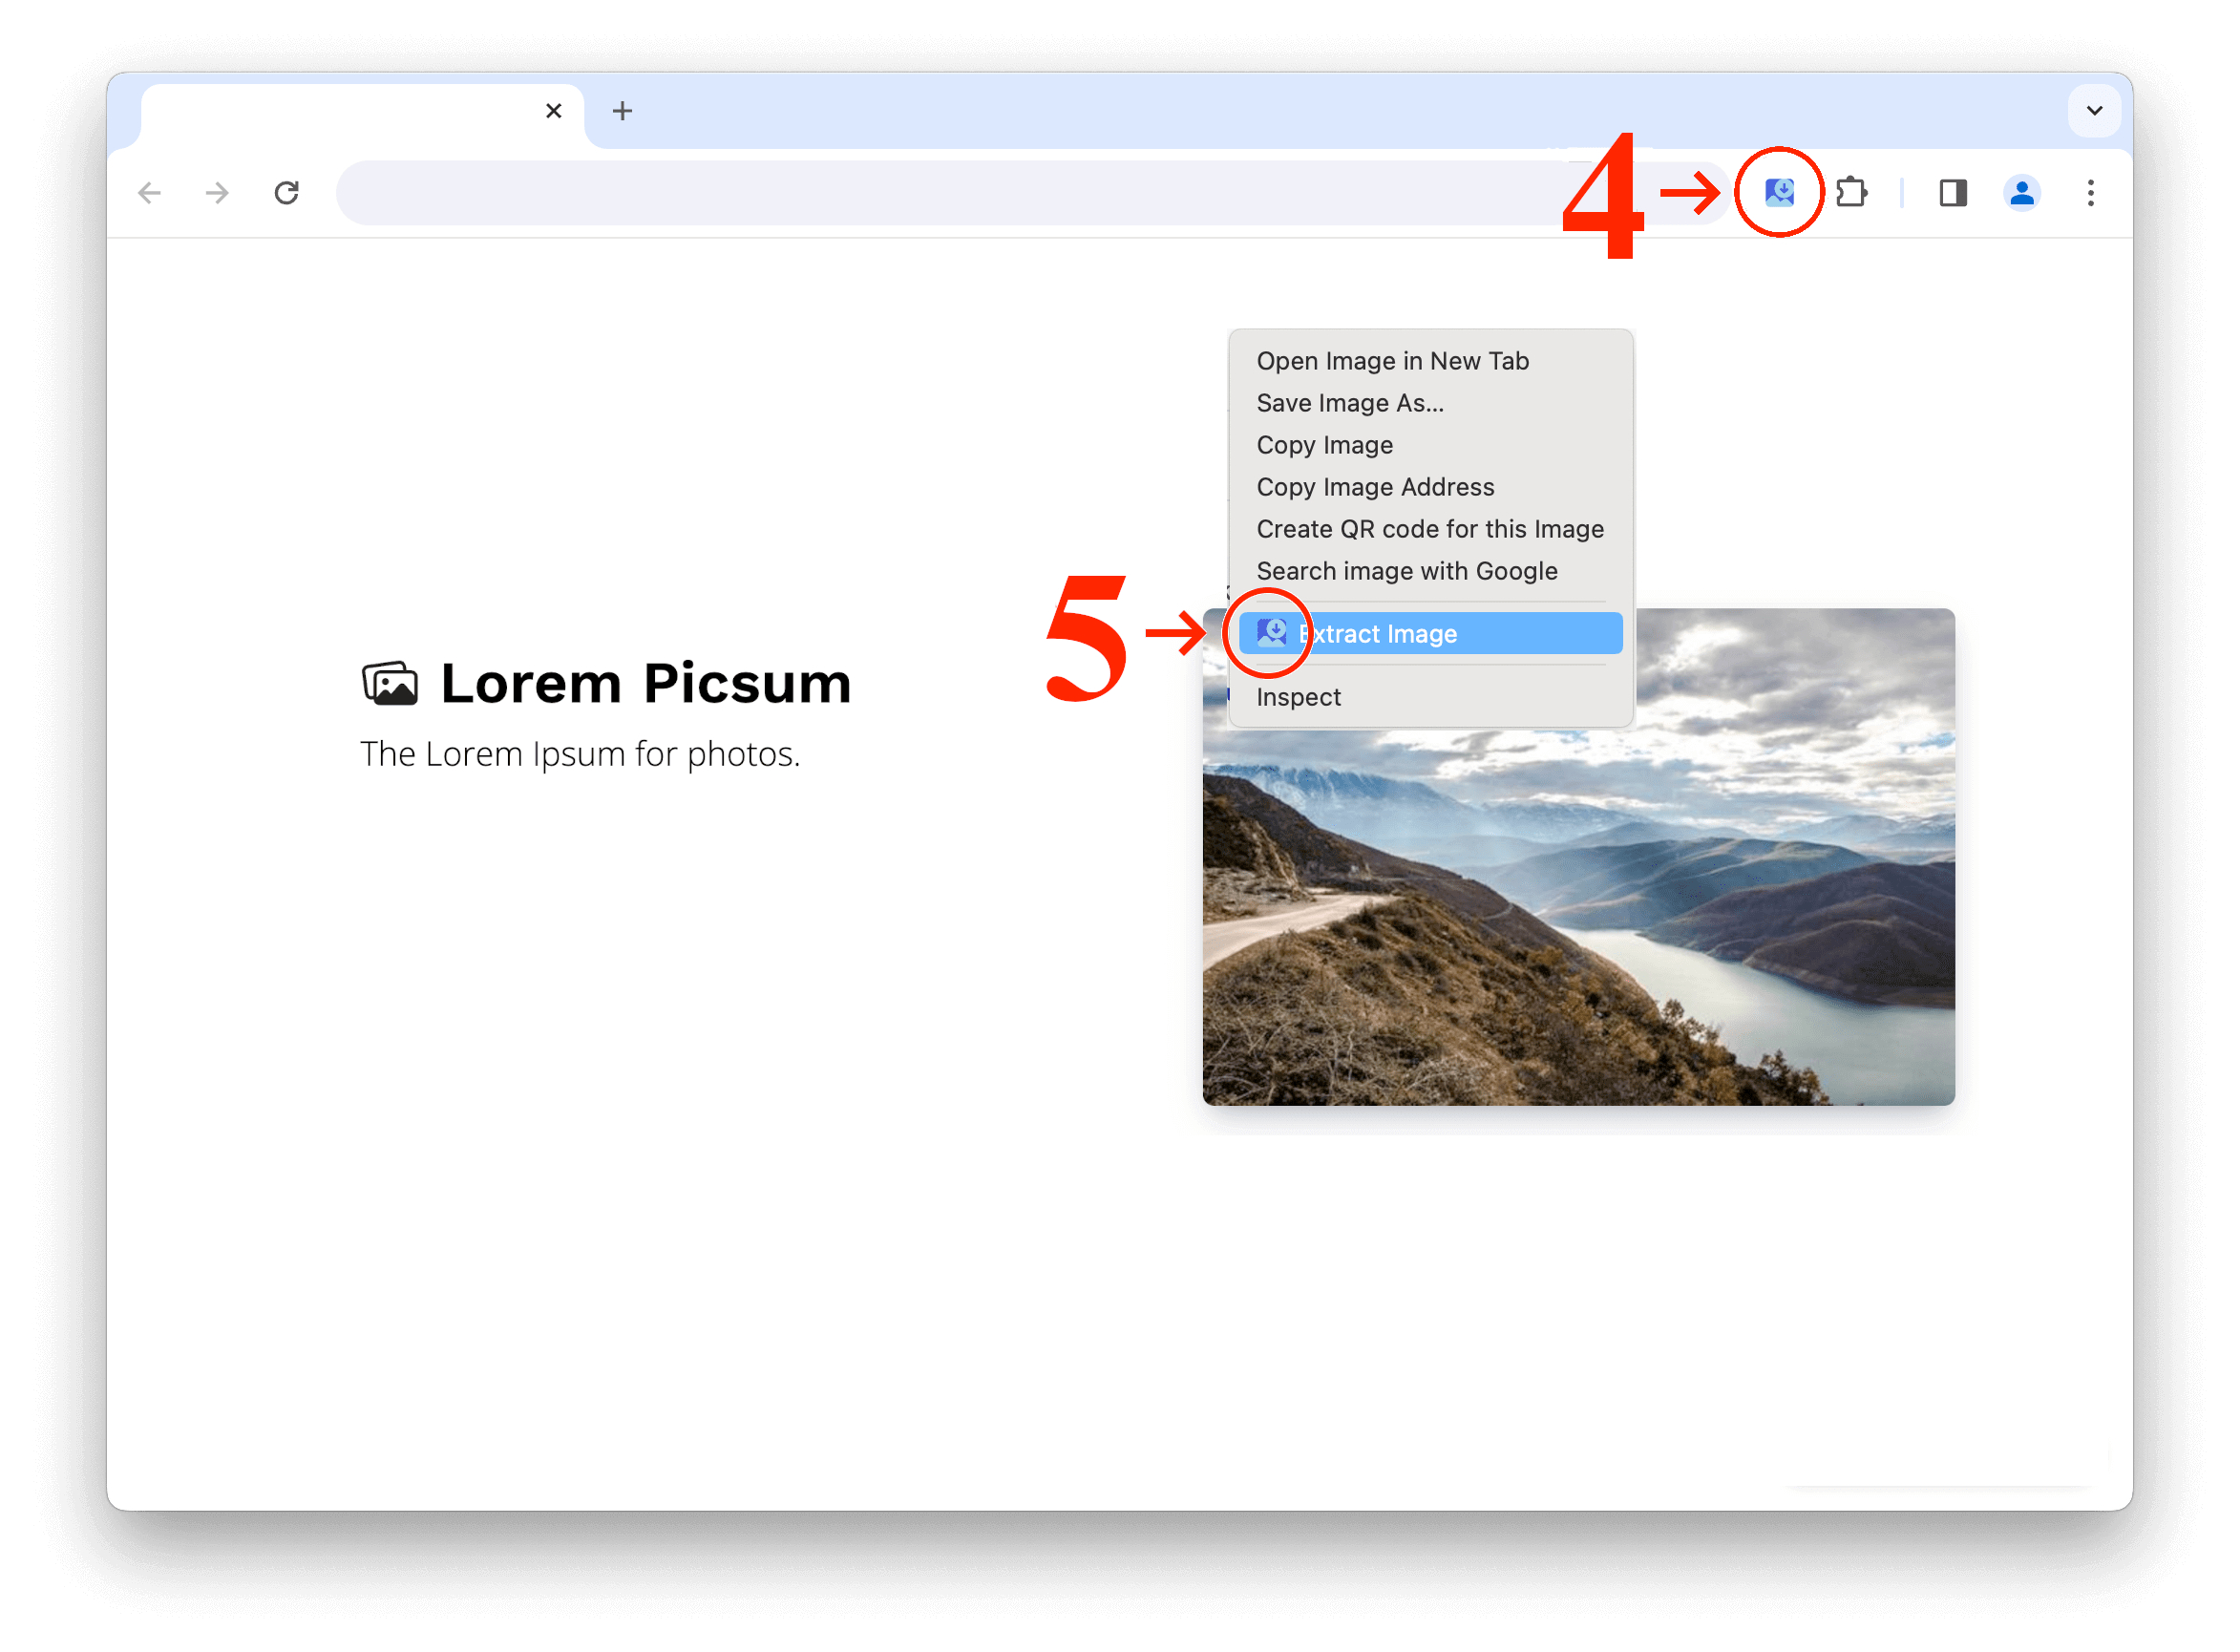 4
Open Image in New Tab
Save Image As...
Copy Image
Copy Image Address
Create QR code for this Image
Search image with Google
5
Extract Image
Inspect
Lorem Picsum
The Lorem Ipsum for photos.